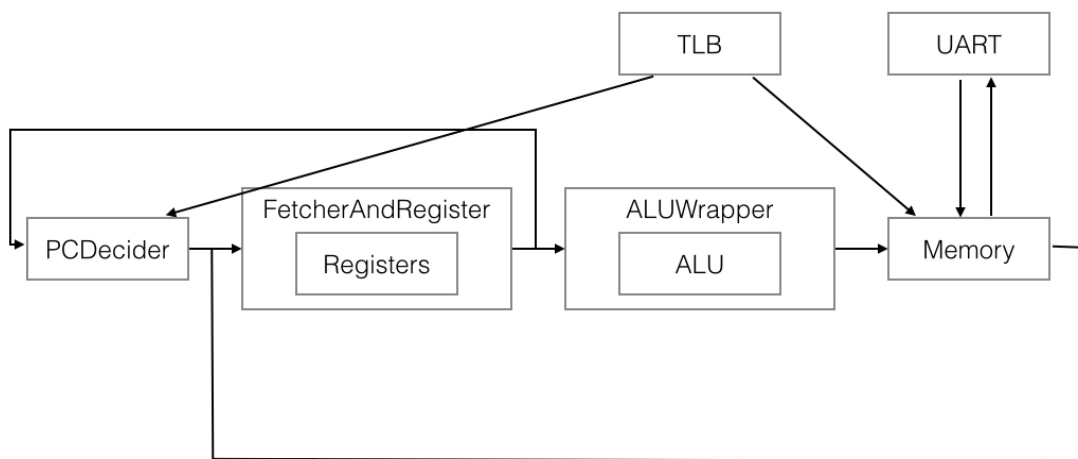 TLB
UART
FetcherAndRegister
ALUWrapper
PCDecider
Registers
ALU
Memory